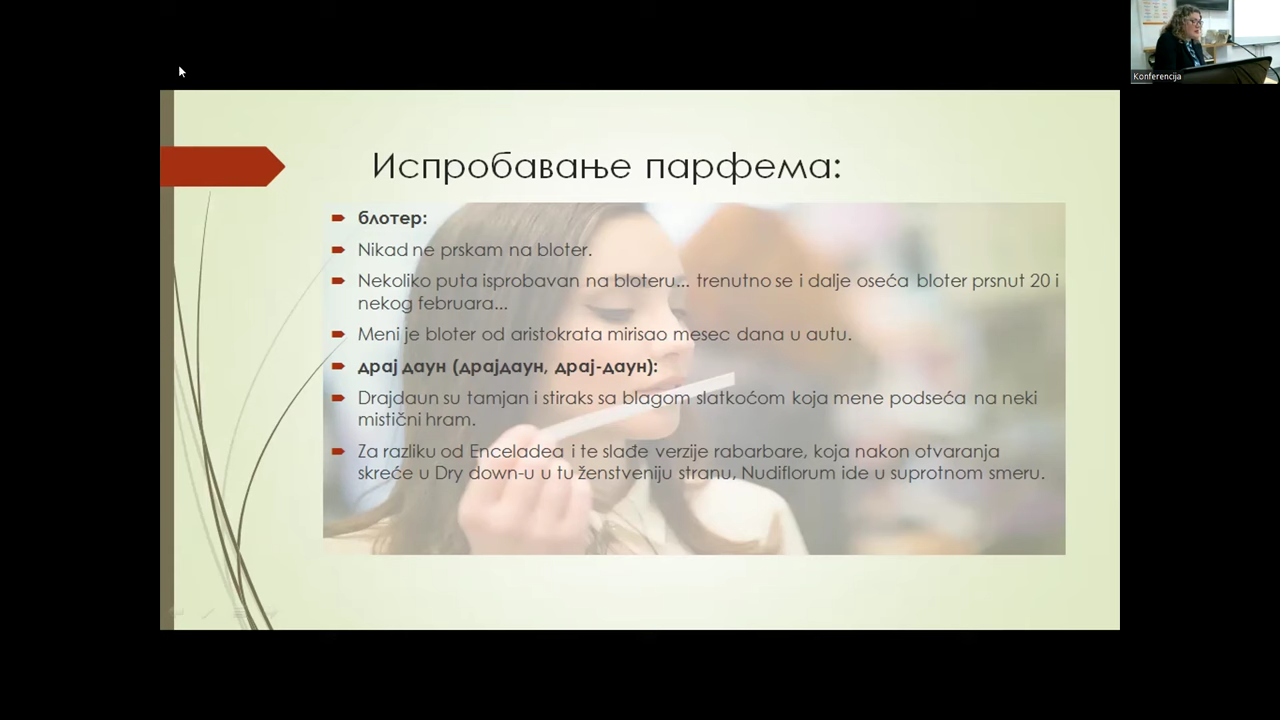 Konferencija
Испробавање парфема:
блотер:
Nikad ne prskam na bloter.
Nekoliko puta isprobavan na bloteru... trenutno se i dalje oseća bloter prsnut 20 i
nekog februara...
Meni je bloter od aristokrata mirisao mesec dana u autu.
драј даун (драјдаун, драј-даун):
Drajdaun su tamjan i stiraks sa blagom slatkoćom koja mene podseća na neki
mistični hram.
Za razliku od Enceladea i te slađe verzije rabarbare, koja nakon otvaranja
skreće u Dry down-u u tu ženstveniju stranu, Nudiflorum ide u suprotnom smeru.